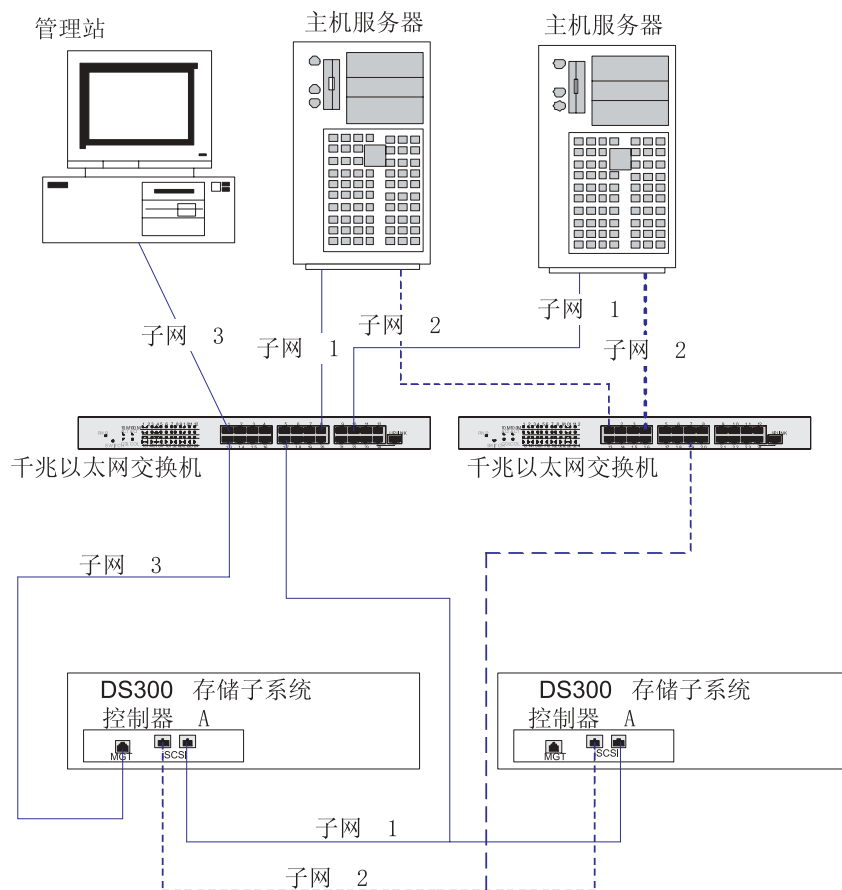 管理站
主机服务器
主机服务器
子网 3
子网 1
子网 2
子网 1
子网 2
千兆以太网交换机
千兆以太网交换机
子网 3
DS300 存储子系统
控制器 A
MGT
SCSI
DS300 存储子系统
控制器 A
MGT
SCSI
子网 1
子网 2